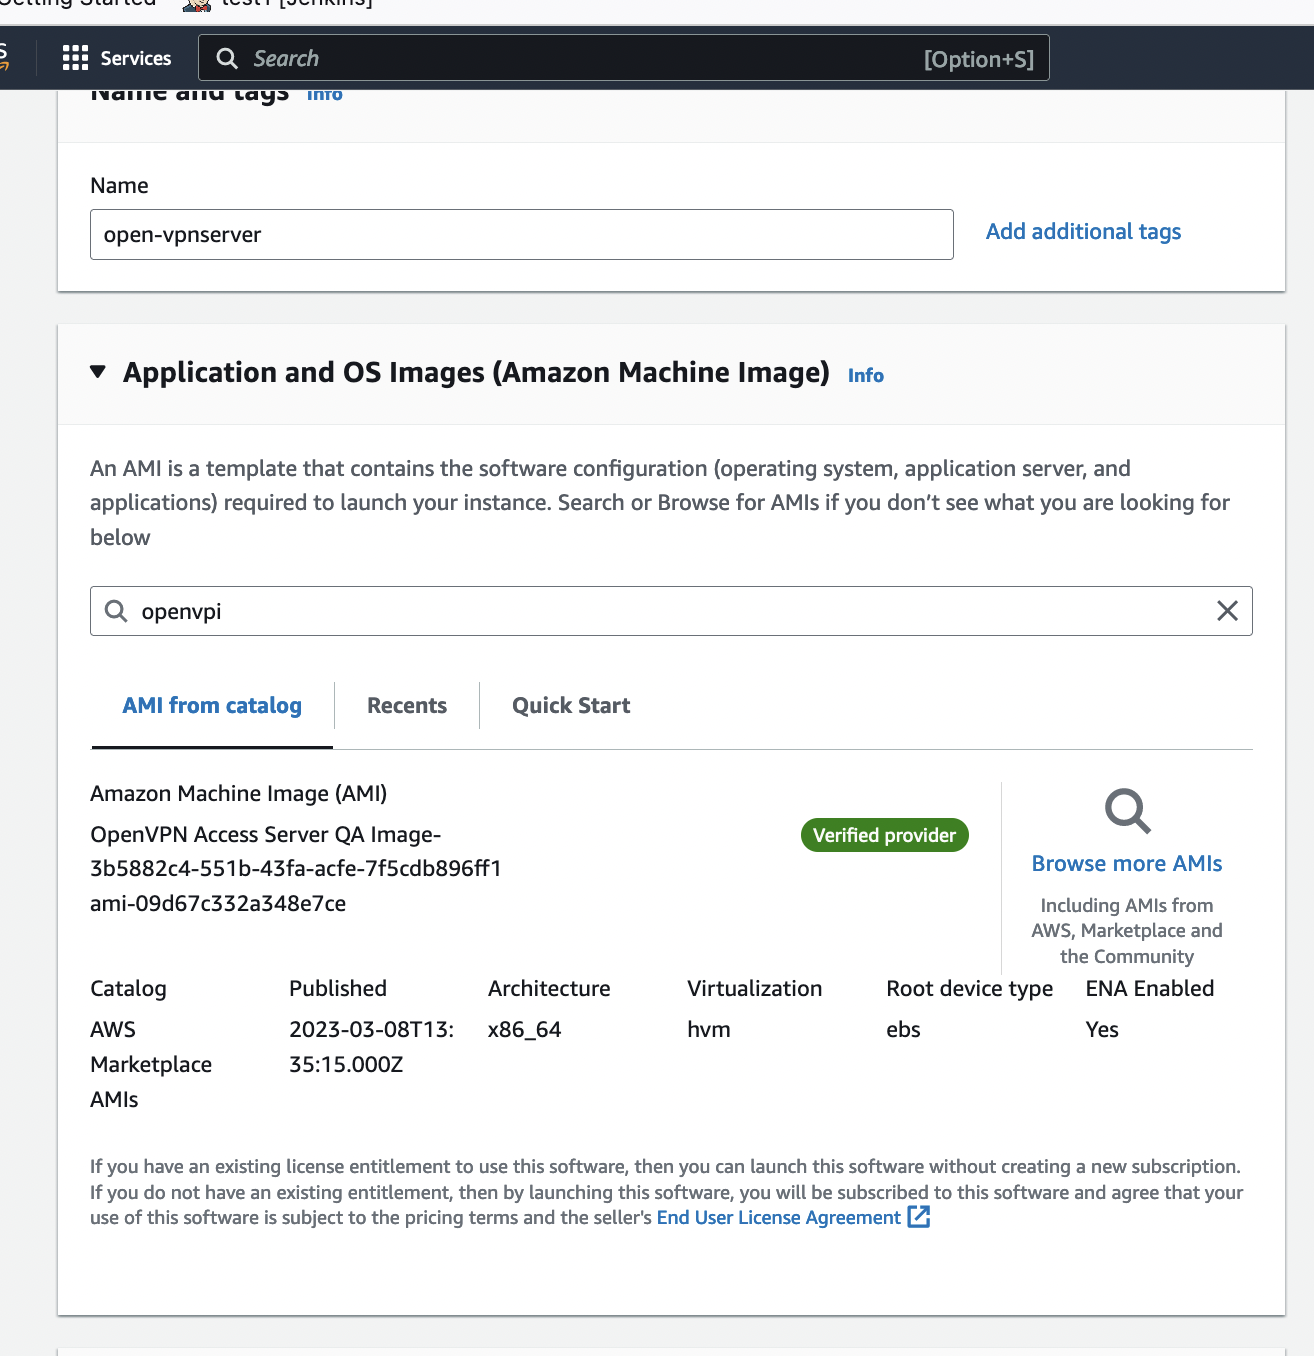 Getting Started test1 [Jenkins]
Services
Search [Option+S]
Name and tags Info
Name
open-vpnserver
Add additional tags
Application and OS Images (Amazon Machine Image) Info
An AMI is a template that contains the software configuration (operating system, application server, and
applications) required to launch your instance. Search or Browse for AMIs if you don’t see what you are looking for
below
openvpi
AMI from catalog
Recents
Quick Start
Amazon Machine Image (AMI)
OpenVPN Access Server QA Image-
3b5882c4-551b-43fa-acfe-7f5cdb896ff1
ami-09d67c332a348e7ce
Verified provider
Browse more AMIs
Including AMIs from
AWS, Marketplace and
the Community
Catalog
AWS
Marketplace
AMIs
Published
2023-03-08T13:
35:15.000Z
Architecture
x86_64
Virtualization
hvm
Root device type
ebs
ENA Enabled
Yes
If you have an existing license entitlement to use this software, then you can launch this software without creating a new subscription.
If you do not have an existing entitlement, then by launching this software, you will be subscribed to this software and agree that your
use of this software is subject to the pricing terms and the seller's End User License Agreement